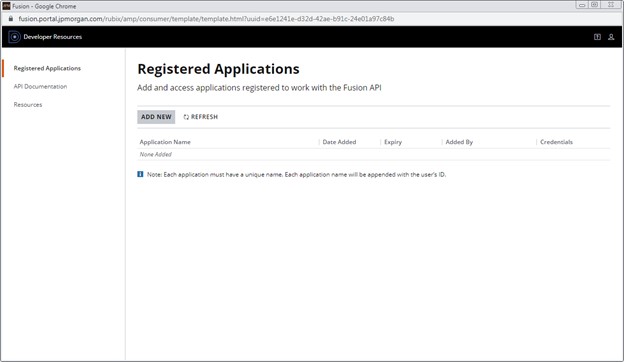 Fusion - Google Chrome
fusion.portal.jpmorgan.com/rubix/amp/consumer/template/template.html?uuid=e6e1241e-d32d-42ae-b91c-24e01a97c84b
Developer Resources
Registered Applications
API Documentation
Resources
Registered Applications
Add and access applications registered to work with the Fusion API
ADD NEW
REFRESH
Application Name Date Added Expiry Added By Credentials
None Added
Note: Each application must have a unique name. Each application name will be appended with the user's ID.